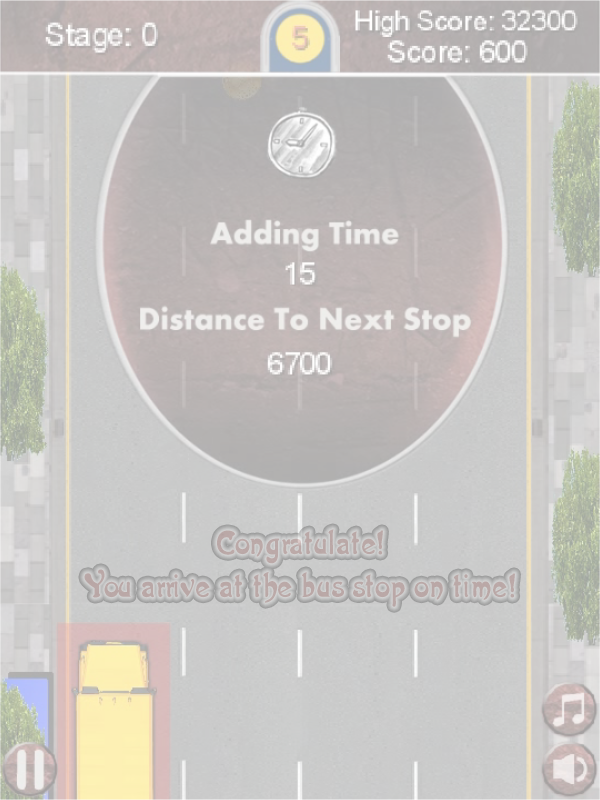 Stage: 0
5
High Score: 32300
Score: 600
Adding Time
15
Distance To Next Stop
6700
Congratulate!
You arrive at the bus stop on time!